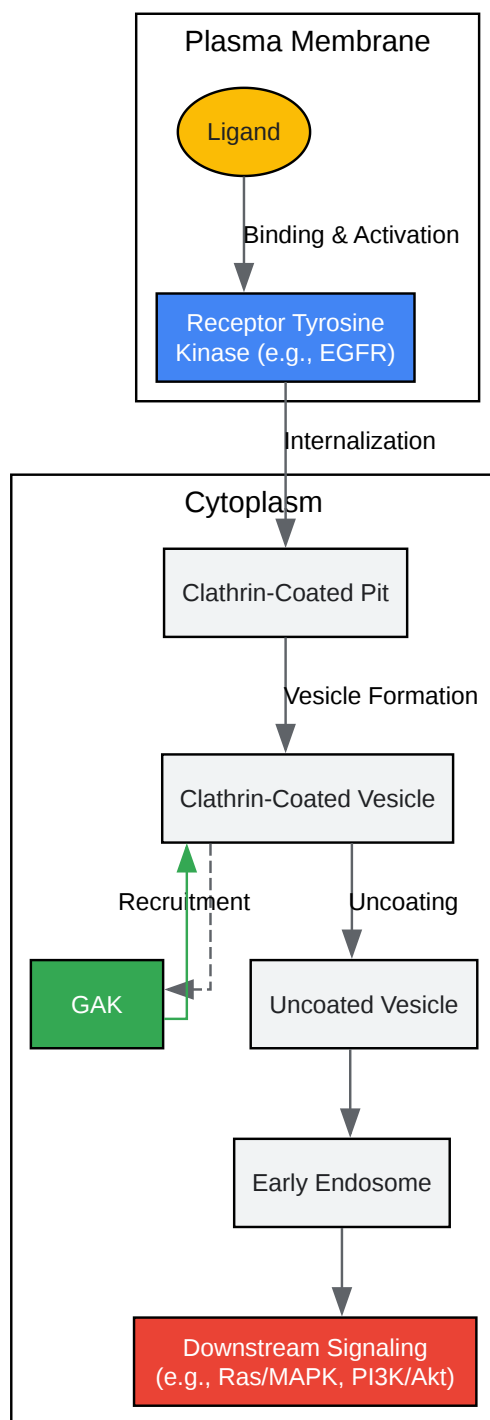 Plasma Membrane
Ligand
Binding & Activation
Receptor Tyrosine
Kinase (e.g., EGFR)
Internalization
Cytoplasm
Clathrin-Coated Pit
Vesicle Formation
Clathrin-Coated Vesicle
Recruitment
Uncoating
GAK
Uncoated Vesicle
Early Endosome
Downstream Signaling
(e.g., Ras/MAPK, PI3K/Akt)